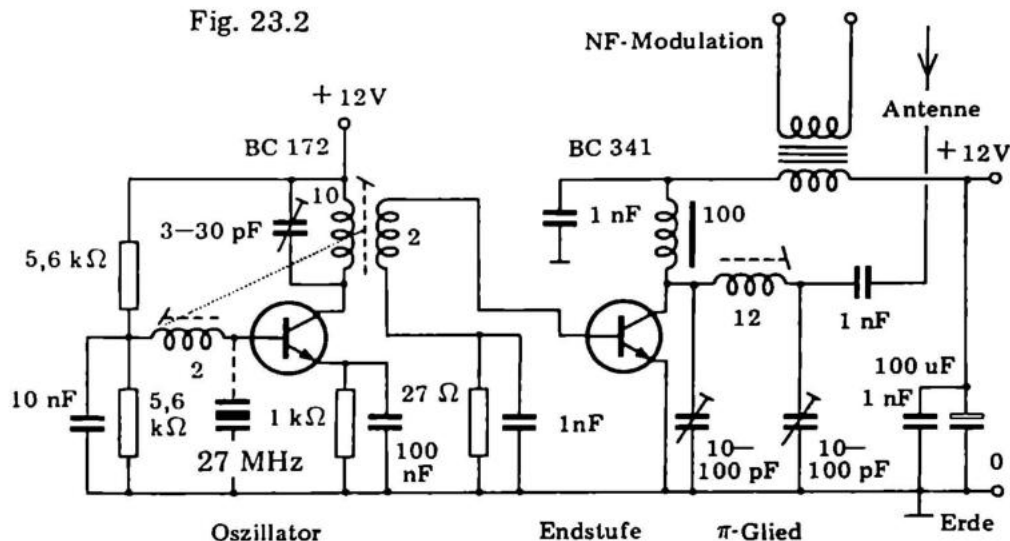 Fig. 23.2
NF-Modulation
+ 12V
Antenne
BC 172
BC 341
+ 12V
10
3—30 pF
2
1 nF
100
5,6 kΩ
2
12
1 nF
10 nF
5,6
kΩ
1 kΩ
27 Ω
100
nF
1nF
27 MHz
10—
100 pF
10—
100 pF
100 uF
1 nF
0
Oszillator
Endstufe
π-Glied
Erde